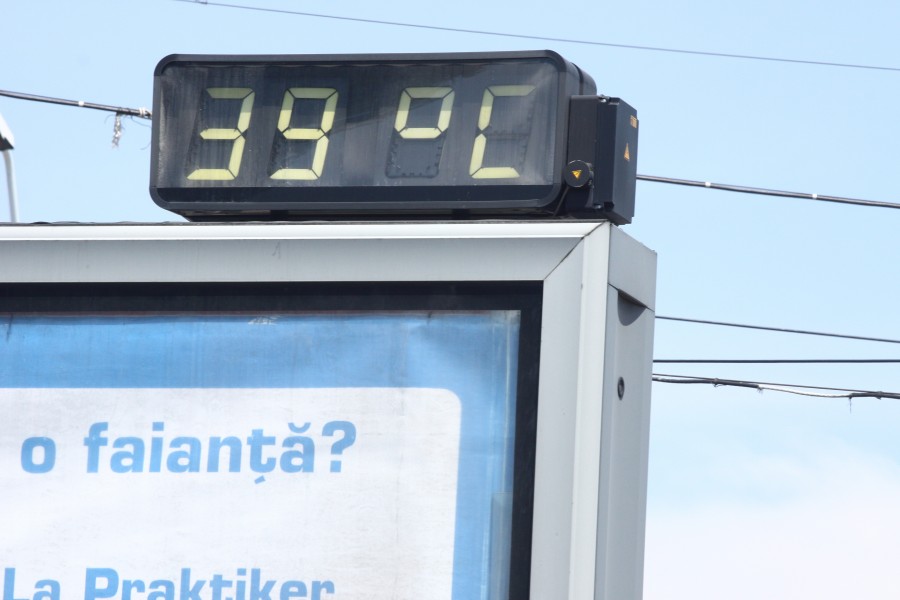 39 °C
o faianță?
La Praktiker